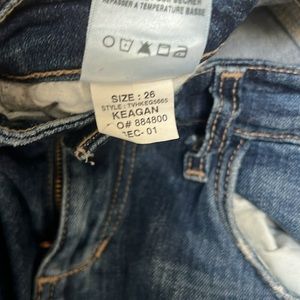 REPASSER A TEMPERATURE BASSE
SIZE : 26
STYLE : TVHKEG5665
KEAGAN
O# 884800
EC- 01